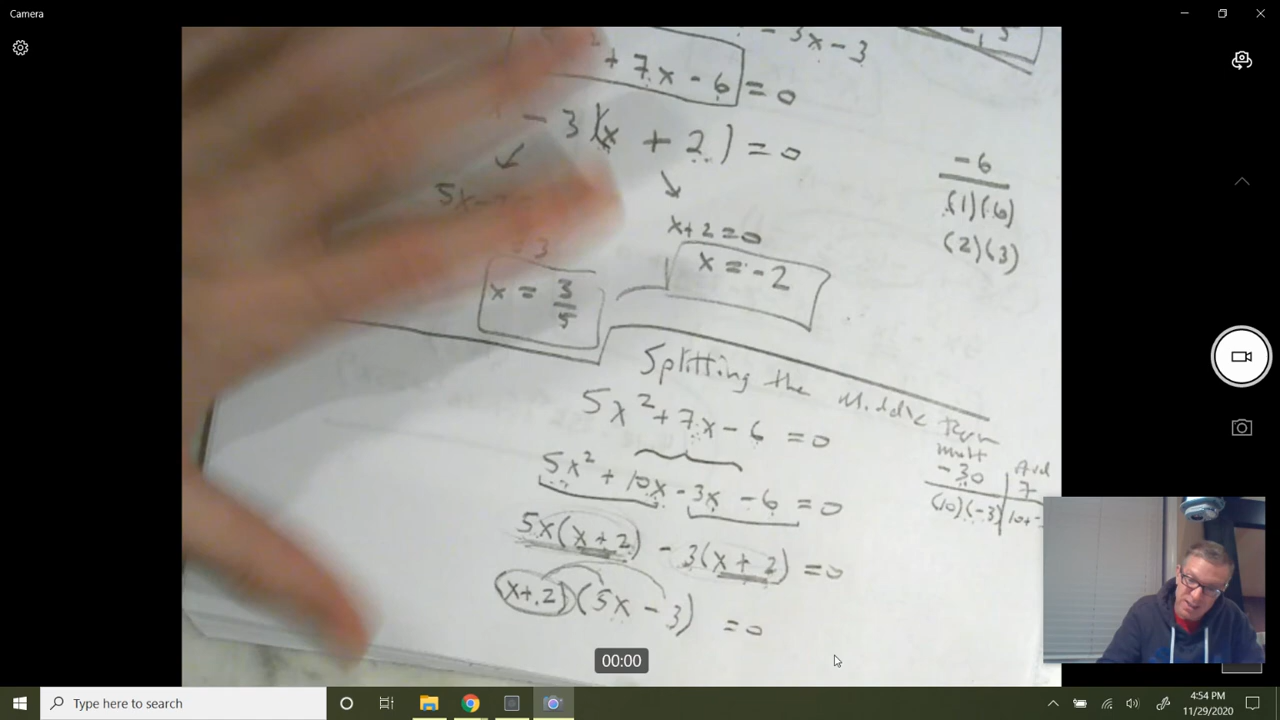 Camera
- 3x - 3
+ 7x - 6 = 0
- 3)(x + 2) = 0
-6
(1)(6)
(2)(3)
5x -
x + 2 = 0
3
x = -2
x = 3/5
Splitting the Middle Term
5x² + 7x - 6 = 0
Mult
Add
-30
7
5x² + 10x - 3x - 6 = 0
(10)(-3)
10+-
5x(x + 2) - 3(x + 2) = 0
(x + 2)(5x - 3) = 0
00:00
Type here to search
4:54 PM
11/29/2020